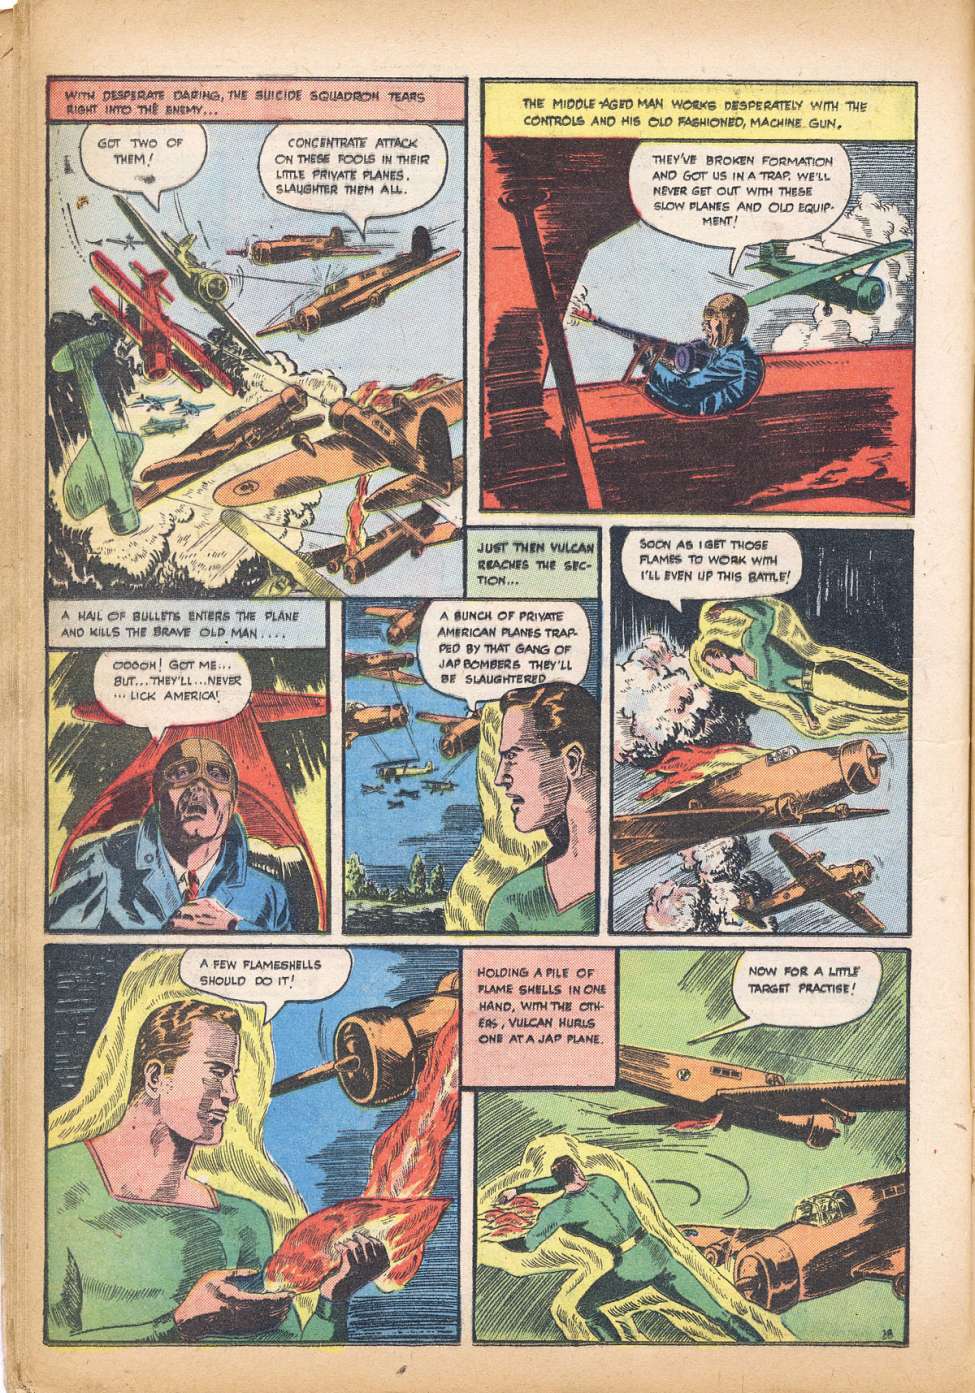 WITH DESPERATE DARING, THE SUICIDE SQUADRON TEARS
RIGHT INTO THE ENEMY...
GOT TWO OF
THEM!
CONCENTRATE ATTACK
ON THESE FOOLS IN THEIR
LITTLE PRIVATE PLANES.
SLAUGHTER THEM ALL.
THE MIDDLE-AGED MAN WORKS DESPERATELY WITH THE
CONTROLS AND HIS OLD FASHIONED, MACHINE GUN.
THEY'VE BROKEN FORMATION
AND GOT US IN A TRAP. WE'LL
NEVER GET OUT WITH THESE
SLOW PLANES AND OLD EQUIP-
MENT!
A HAIL OF BULLETS ENTERS THE PLANE
AND KILLS THE BRAVE OLD MAN....
OOOOH! GOT ME...
BUT...THEY'LL...NEVER
...LICK AMERICA!
JUST THEN VULCAN
REACHES THE SEC-
TION...
A BUNCH OF PRIVATE
AMERICAN PLANES TRAP-
PED BY THAT GANG OF
JAP BOMBERS THEY'LL
BE SLAUGHTERED
SOON AS I GET THOSE
FLAMES TO WORK WITH
I'LL EVEN UP THIS BATTLE!
A FEW FLAMESHELLS
SHOULD DO IT!
HOLDING A PILE OF
FLAME SHELLS IN ONE
HAND, WITH THE OTH-
ERS, VULCAN HURLS
ONE AT A JAP PLANE.
NOW FOR A LITTLE
TARGET PRACTISE!